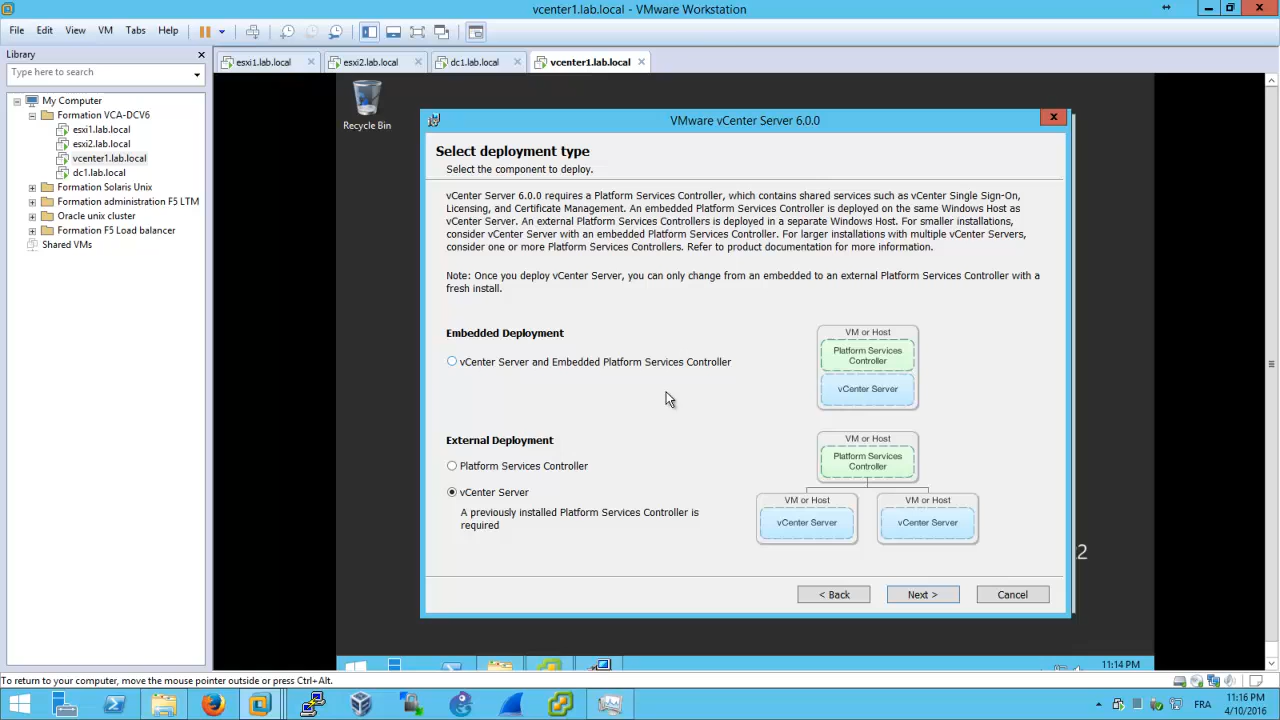 vcenter1.lab.local - VMware Workstation
File Edit View VM Tabs Help
Library
Type here to search
My Computer
Formation VCA-DCV6
esxi1.lab.local
esxi2.lab.local
vcenter1.lab.local
dc1.lab.local
Formation Solaris Unix
Formation administration F5 LTM
Oracle unix cluster
Formation F5 Load balancer
Shared VMs
esxi1.lab.local
esxi2.lab.local
dc1.lab.local
vcenter1.lab.local
Recycle Bin
VMware vCenter Server 6.0.0
Select deployment type
Select the component to deploy.
vCenter Server 6.0.0 requires a Platform Services Controller, which contains shared services such as vCenter Single Sign-On,
Licensing, and Certificate Management. An embedded Platform Services Controller is deployed on the same Windows Host as
vCenter Server. An external Platform Services Controllers is deployed in a separate Windows Host. For smaller installations,
consider vCenter Server with an embedded Platform Services Controller. For larger installations with multiple vCenter Servers,
consider one or more Platform Services Controllers. Refer to product documentation for more information.
Note: Once you deploy vCenter Server, you can only change from an embedded to an external Platform Services Controller with a
fresh install.
Embedded Deployment
vCenter Server and Embedded Platform Services Controller
VM or Host
Platform Services
Controller
vCenter Server
External Deployment
Platform Services Controller
vCenter Server
A previously installed Platform Services Controller is
required
VM or Host
Platform Services
Controller
VM or Host
vCenter Server
VM or Host
vCenter Server
< Back
Next >
Cancel
2
11:14 PM
To return to your computer, move the mouse pointer outside or press Ctrl+Alt.
FRA
11:16 PM
4/10/2016